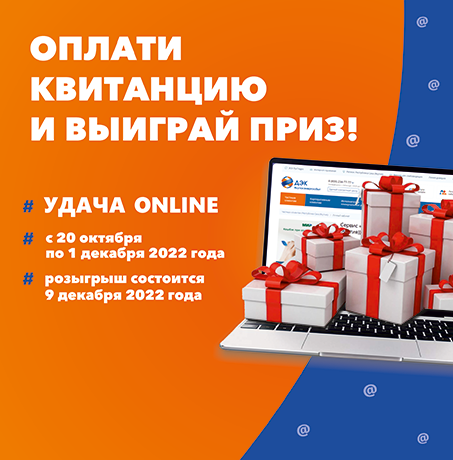 ОПЛАТИ
КВИТАНЦИЮ
И ВЫИГРАЙ ПРИЗ!
ДЭК
# УДАЧА ONLINE
# с 20 октября
по 1 декабря 2022 года
# розыгрыш состоится
9 декабря 2022 года